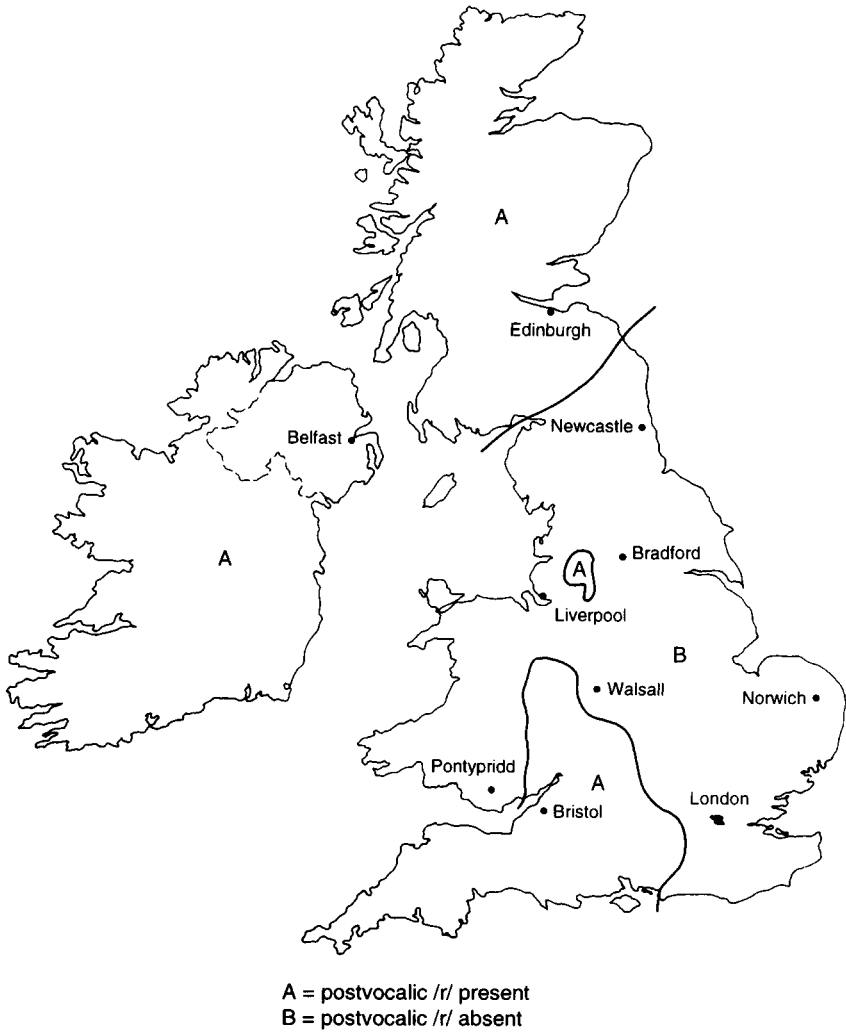 A
Edinburgh
Newcastle
Belfast
A
Bradford
A
Liverpool
B
Walsall
Norwich
Pontypridd
A
London
Bristol
A = postvocalic /r/ present
B = postvocalic /r/ absent